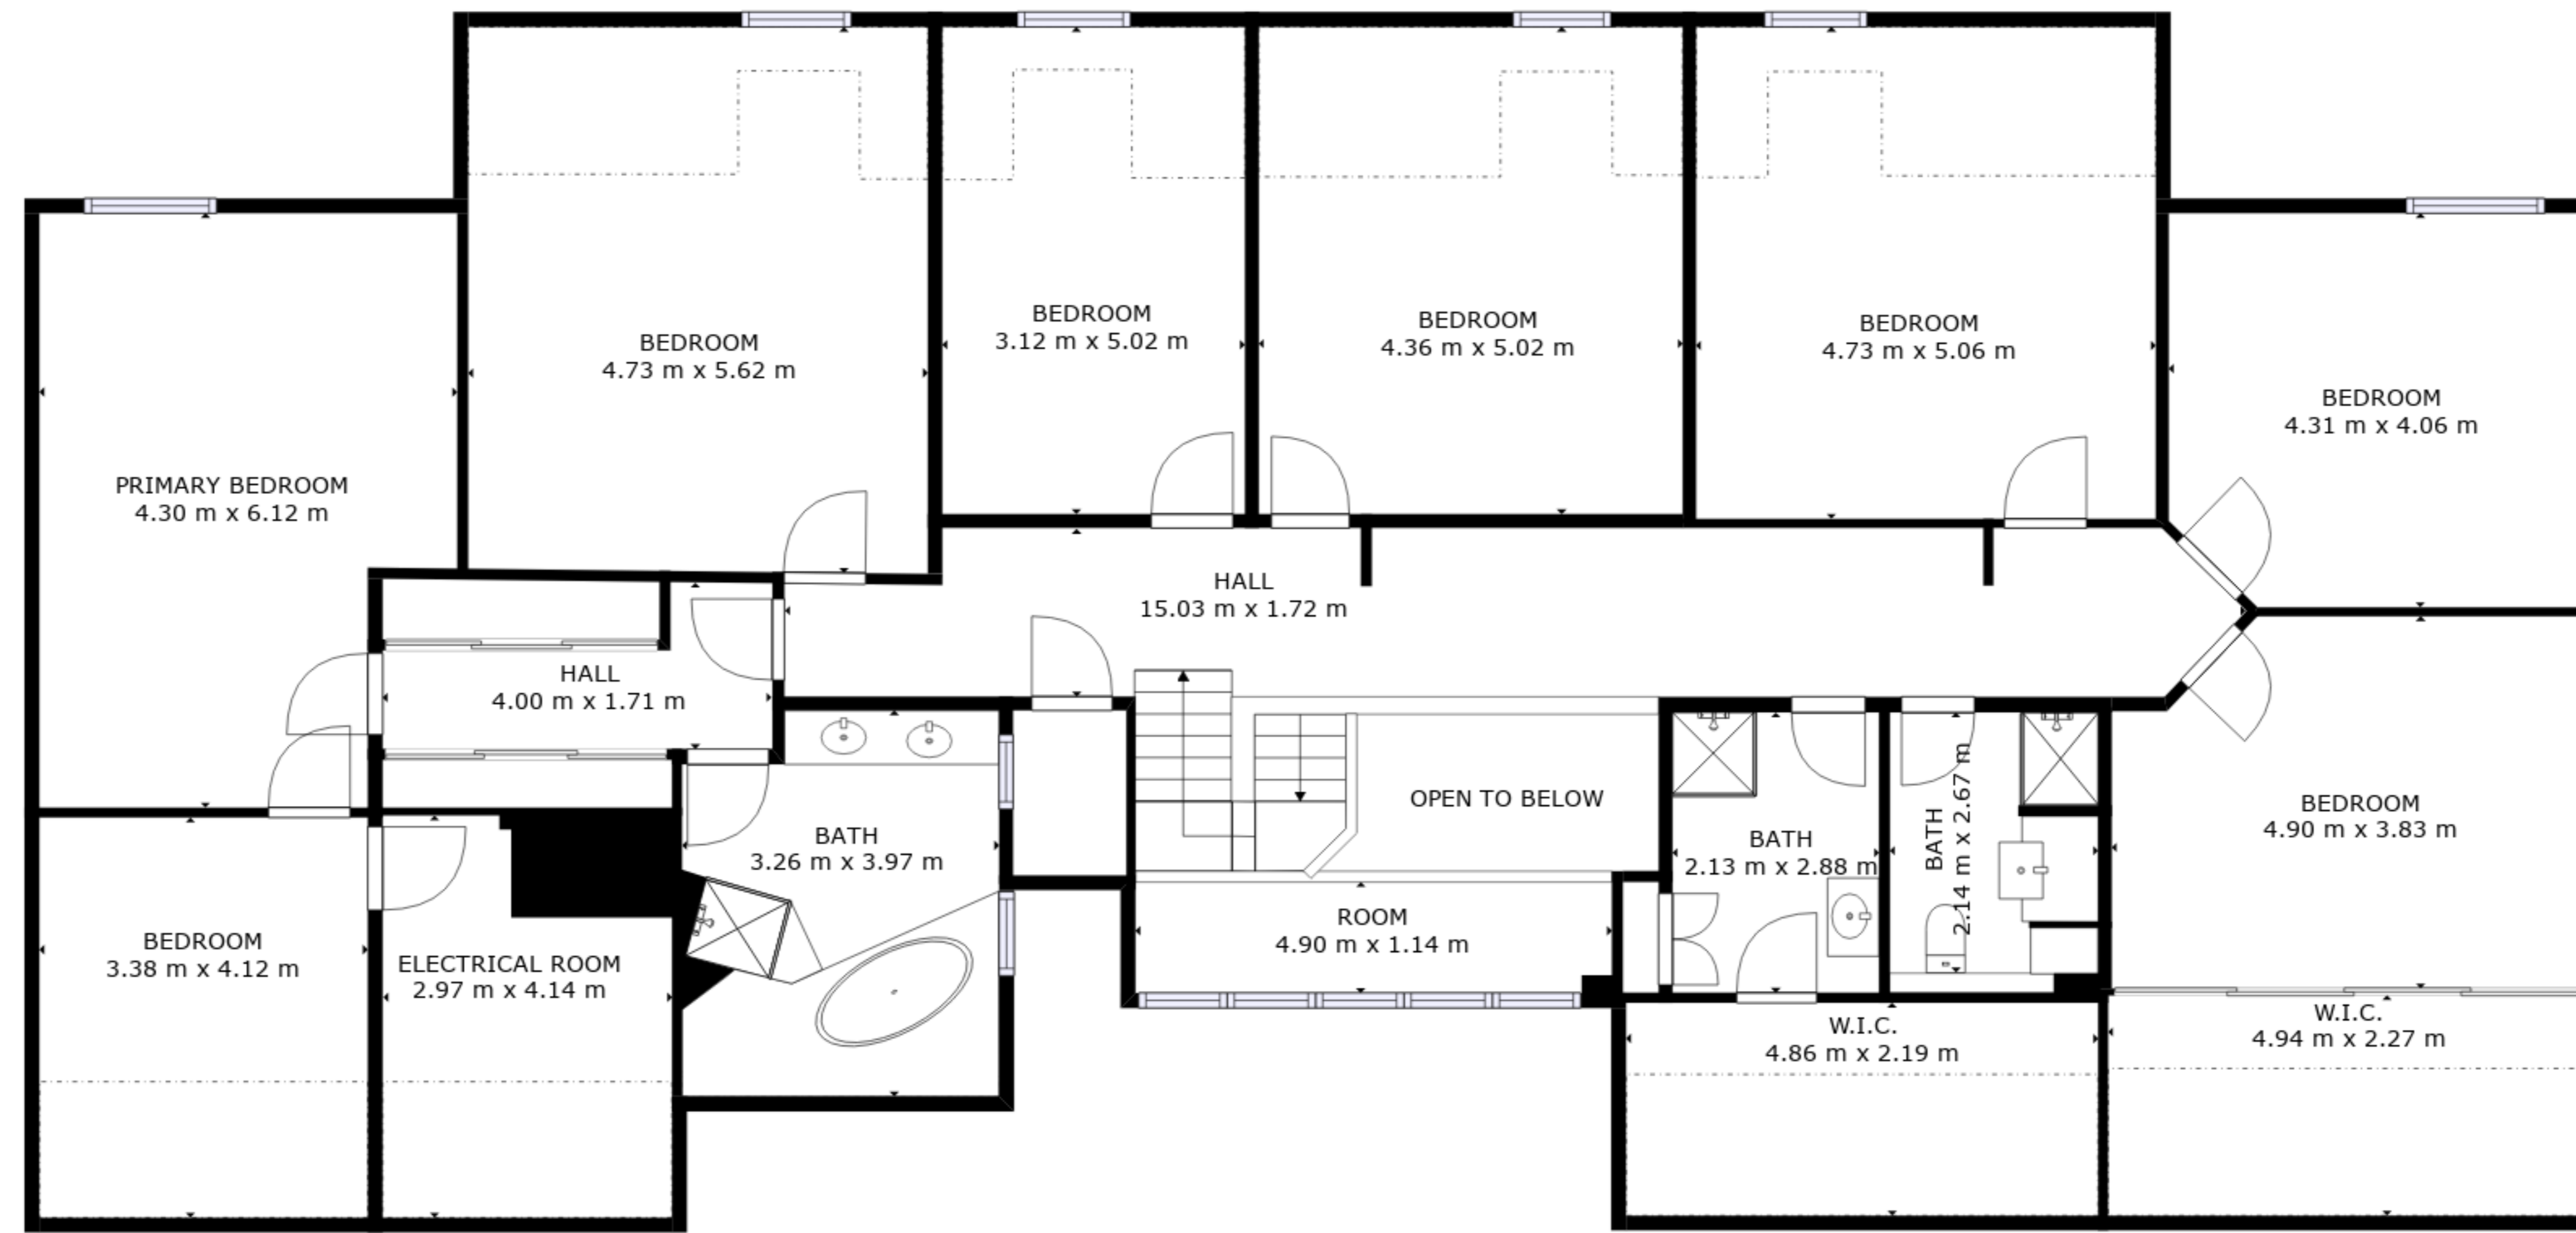 BEDROOM
4.73 m x 5.62 m
BEDROOM
3.12 m x 5.02 m
BEDROOM
4.36 m x 5.02 m
BEDROOM
4.73 m x 5.06 m
BEDROOM
4.31 m x 4.06 m
PRIMARY BEDROOM
4.30 m x 6.12 m
HALL
15.03 m x 1.72 m
HALL
4.00 m x 1.71 m
OPEN TO BELOW
BATH
3.26 m x 3.97 m
BATH
2.13 m x 2.88 m
BATH
2.14 m x 2.67 m
BEDROOM
4.90 m x 3.83 m
BEDROOM
3.38 m x 4.12 m
ELECTRICAL ROOM
2.97 m x 4.14 m
ROOM
4.90 m x 1.14 m
W.I.C.
4.86 m x 2.19 m
W.I.C.
4.94 m x 2.27 m